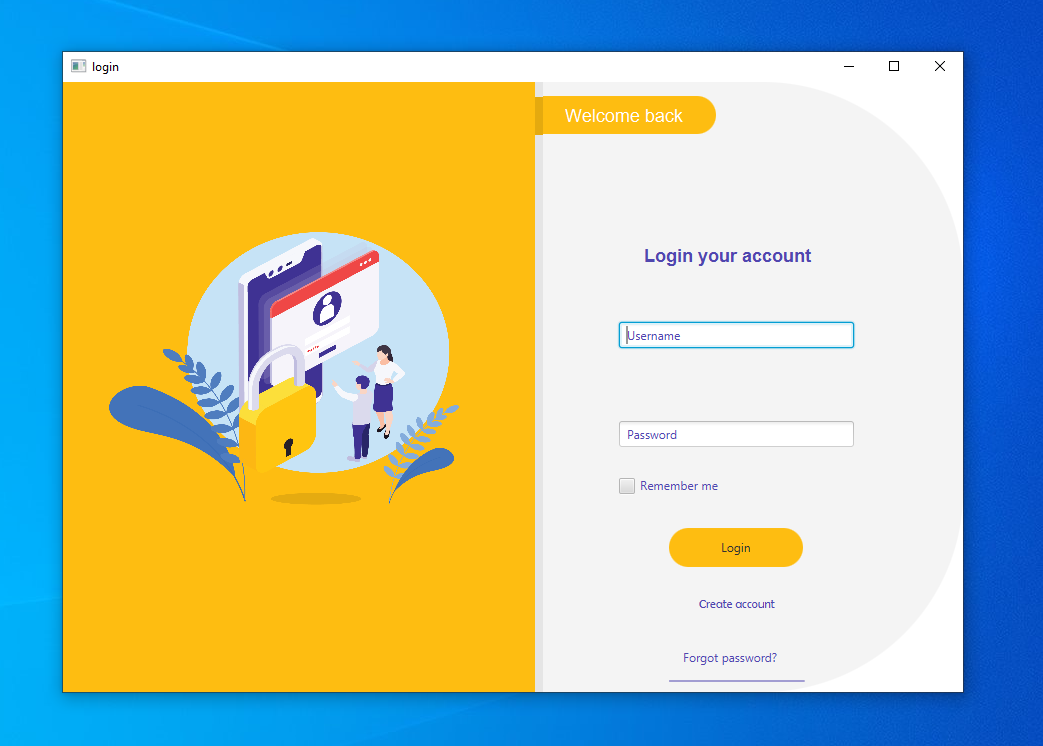 login
Welcome back
Login your account
Username
Password
Remember me
Login
Create account
Forgot password?